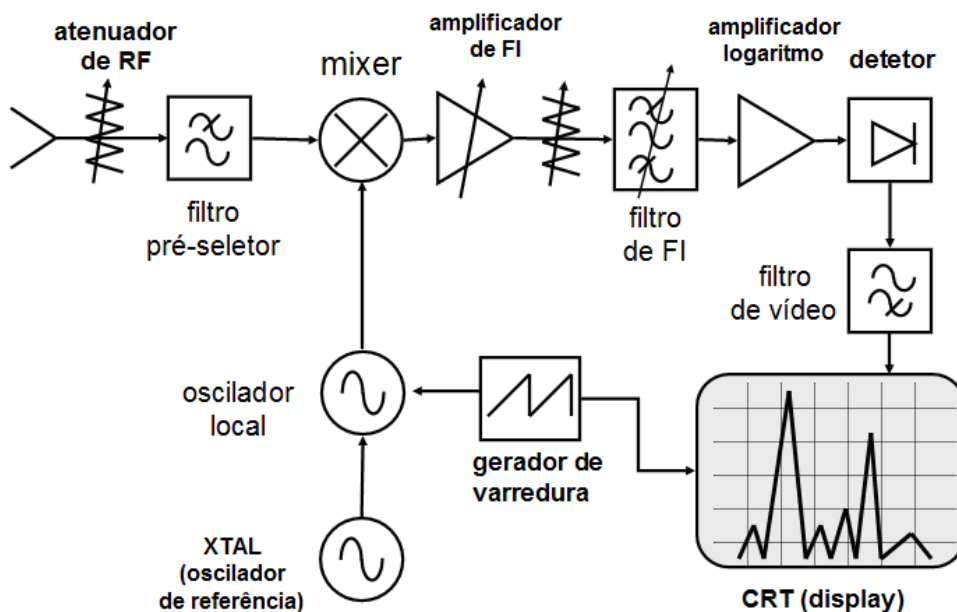 atenuador
de RF
mixer
amplificador
de FI
amplificador
logaritmo
detetor
filtro
pré-seletor
filtro
de FI
filtro
de vídeo
oscilador
local
gerador de
varredura
XTAL
(oscilador
de referência)
CRT (display)